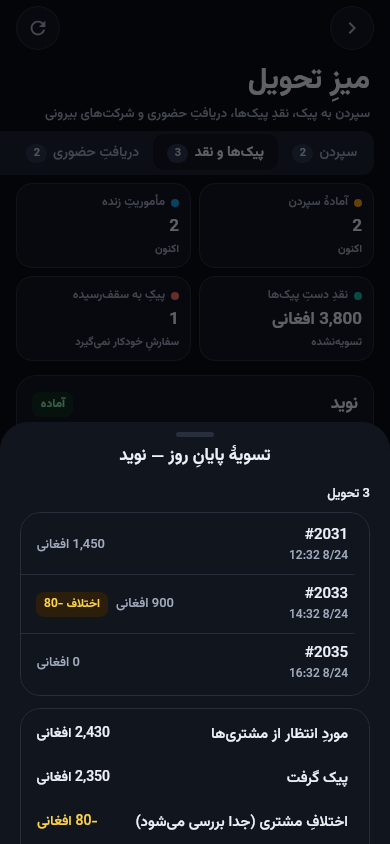 میزِ تحویل
سپردن به پیک، نقدِ پیک‌ها، دریافتِ حضوری و شرکت‌های بیرونی
سپردن 2 پیک‌ها و نقد 3 دریافتِ حضوری 2
آمادهٔ سپردن
2
اکنون
مأموریتِ زنده
2
اکنون
نقدِ دستِ پیک‌ها
3,800 افغانی
تسویه‌نشده
پیکِ به سقف‌رسیده
1
سفارشِ خودکار نمی‌گیرد
نوید
آماده
تسویهٔ پایانِ روز — نوید
3 تحویل
#2031
12:32 8/24
1,450 افغانی
#2033
14:32 8/24
900 افغانی
اختلاف -80
#2035
16:32 8/24
0 افغانی
موردِ انتظار از مشتری‌ها 2,430 افغانی
پیک گرفت 2,350 افغانی
اختلافِ مشتری (جدا بررسی می‌شود) -80 افغانی